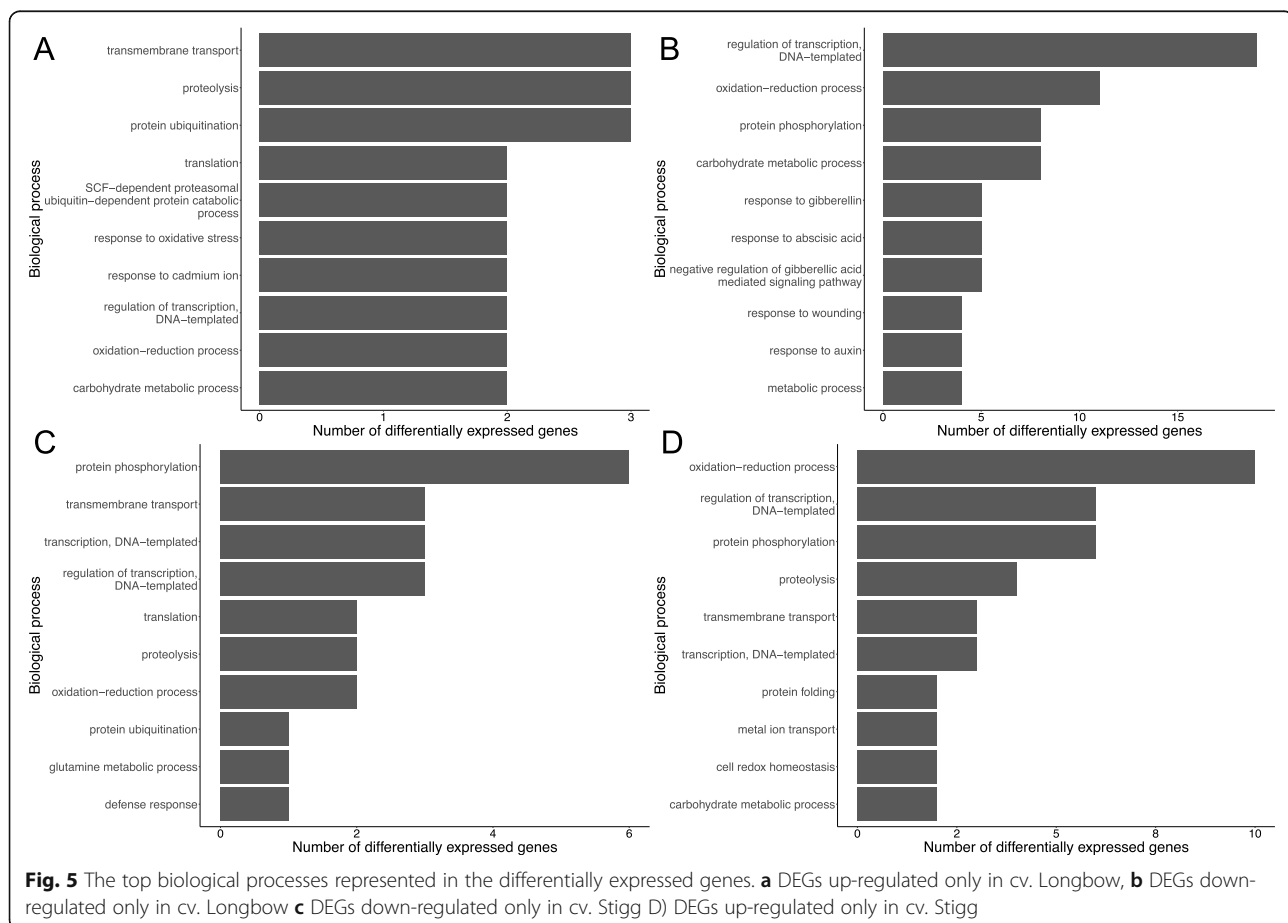 A
transmembrane transport
proteolysis
protein ubiquitination
translation
SCF−dependent proteasomal
ubiquitin−dependent protein catabolic
process
response to oxidative stress
response to cadmium ion
regulation of transcription,
DNA−templated
oxidation−reduction process
carbohydrate metabolic process
Biological process
0 1 2 3
Number of differentially expressed genes
B
regulation of transcription,
DNA−templated
oxidation−reduction process
protein phosphorylation
carbohydrate metabolic process
response to gibberellin
response to abscisic acid
negative regulation of gibberellic acid
mediated signaling pathway
response to wounding
response to auxin
metabolic process
Biological process
0 5 10 15
Number of differentially expressed genes
C
protein phosphorylation
transmembrane transport
transcription, DNA−templated
regulation of transcription,
DNA−templated
translation
proteolysis
oxidation−reduction process
protein ubiquitination
glutamine metabolic process
defense response
Biological process
0 2 4 6
Number of differentially expressed genes
D
oxidation−reduction process
regulation of transcription,
DNA−templated
protein phosphorylation
proteolysis
transmembrane transport
transcription, DNA−templated
protein folding
metal ion transport
cell redox homeostasis
carbohydrate metabolic process
Biological process
0 2 5 8 10
Number of differentially expressed genes
Fig. 5 The top biological processes represented in the differentially expressed genes. a DEGs up-regulated only in cv. Longbow, b DEGs down-
regulated only in cv. Longbow c DEGs down-regulated only in cv. Stigg D) DEGs up-regulated only in cv. Stigg